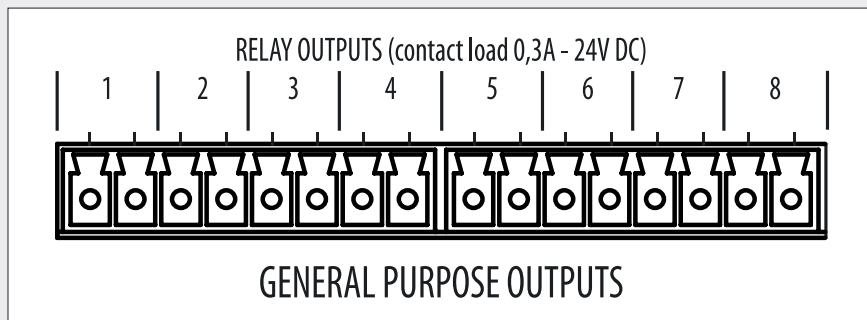 RELAY OUTPUTS (contact load 0,3A - 24V DC)
1 2 3 4 5 6 7 8
GENERAL PURPOSE OUTPUTS